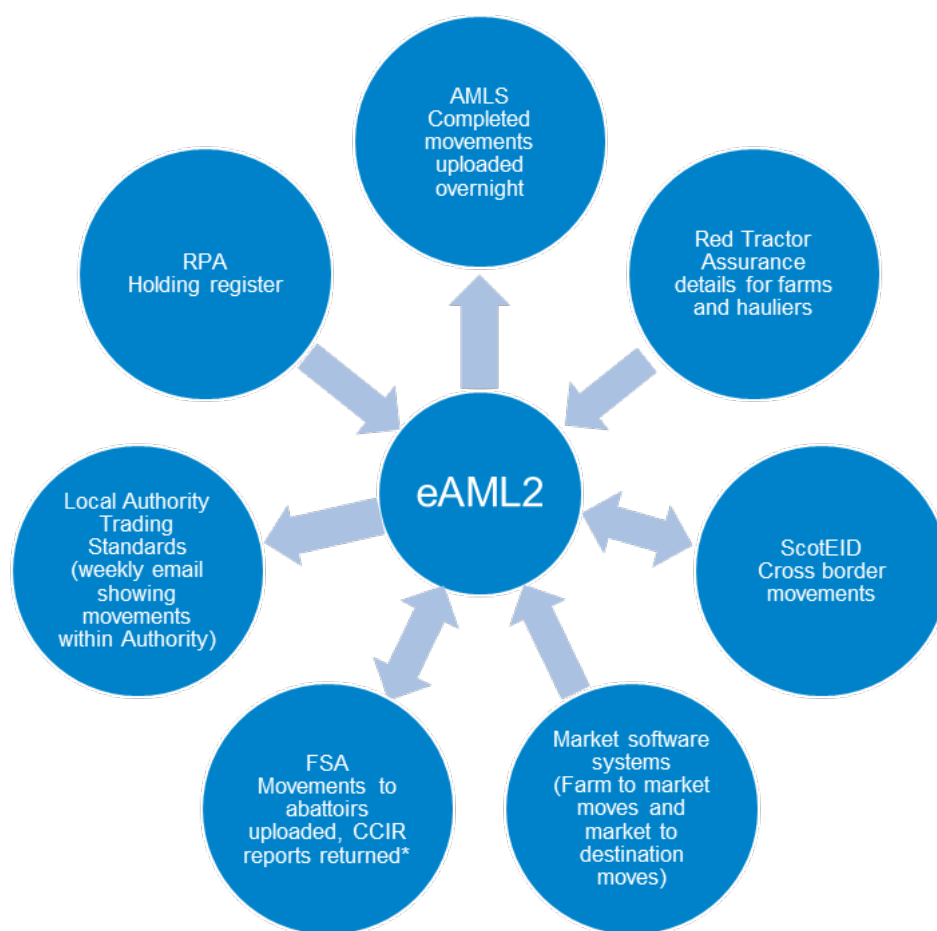 AMLS
Completed
movements
uploaded
overnight
RPA
Holding register
Red Tractor
Assurance
details for farms
and hauliers
eAML2
Local Authority
Trading
Standards
(weekly email
showing
movements
within Authority)
ScotEID
Cross border
movements
FSA
Movements to
abattoirs
uploaded, CCIR
reports returned*
Market software
systems
(Farm to market
moves and
market to
destination
moves)